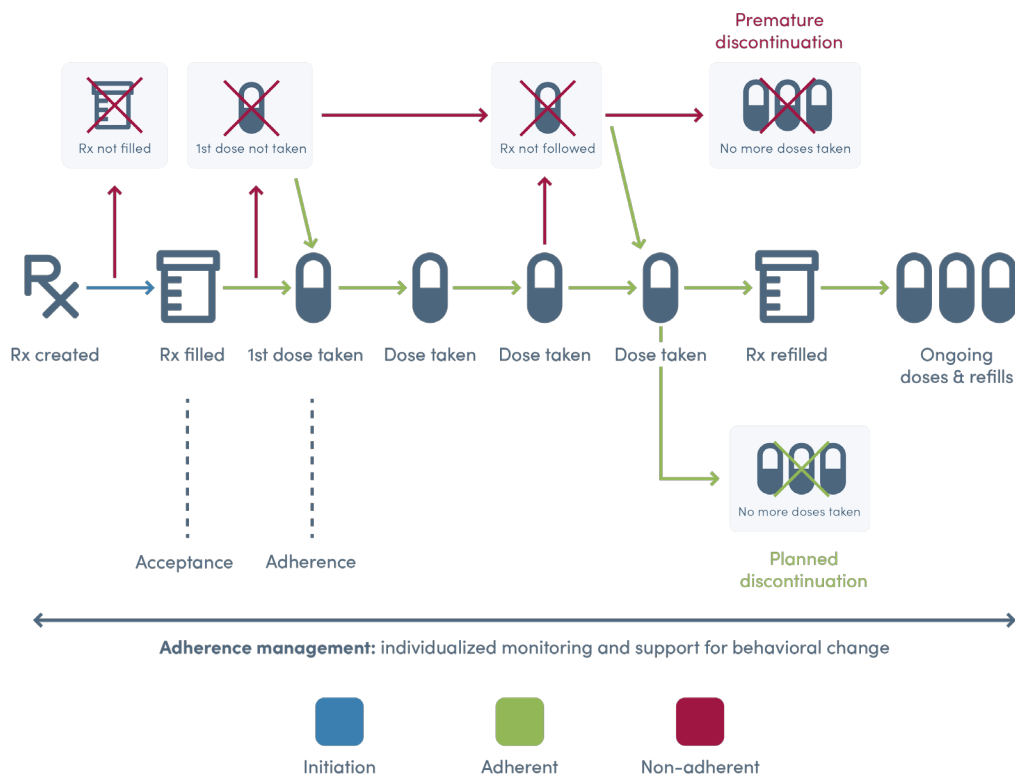 Premature
discontinuation
Rx not filled
1st dose not taken
Rx not followed
No more doses taken
Rx
Rx created
Rx filled
1st dose taken
Dose taken
Dose taken
Dose taken
Rx refilled
Ongoing
doses & refills
No more doses taken
Acceptance
Adherence
Planned
discontinuation
Adherence management: individualized monitoring and support for behavioral change
Initiation
Adherent
Non-adherent